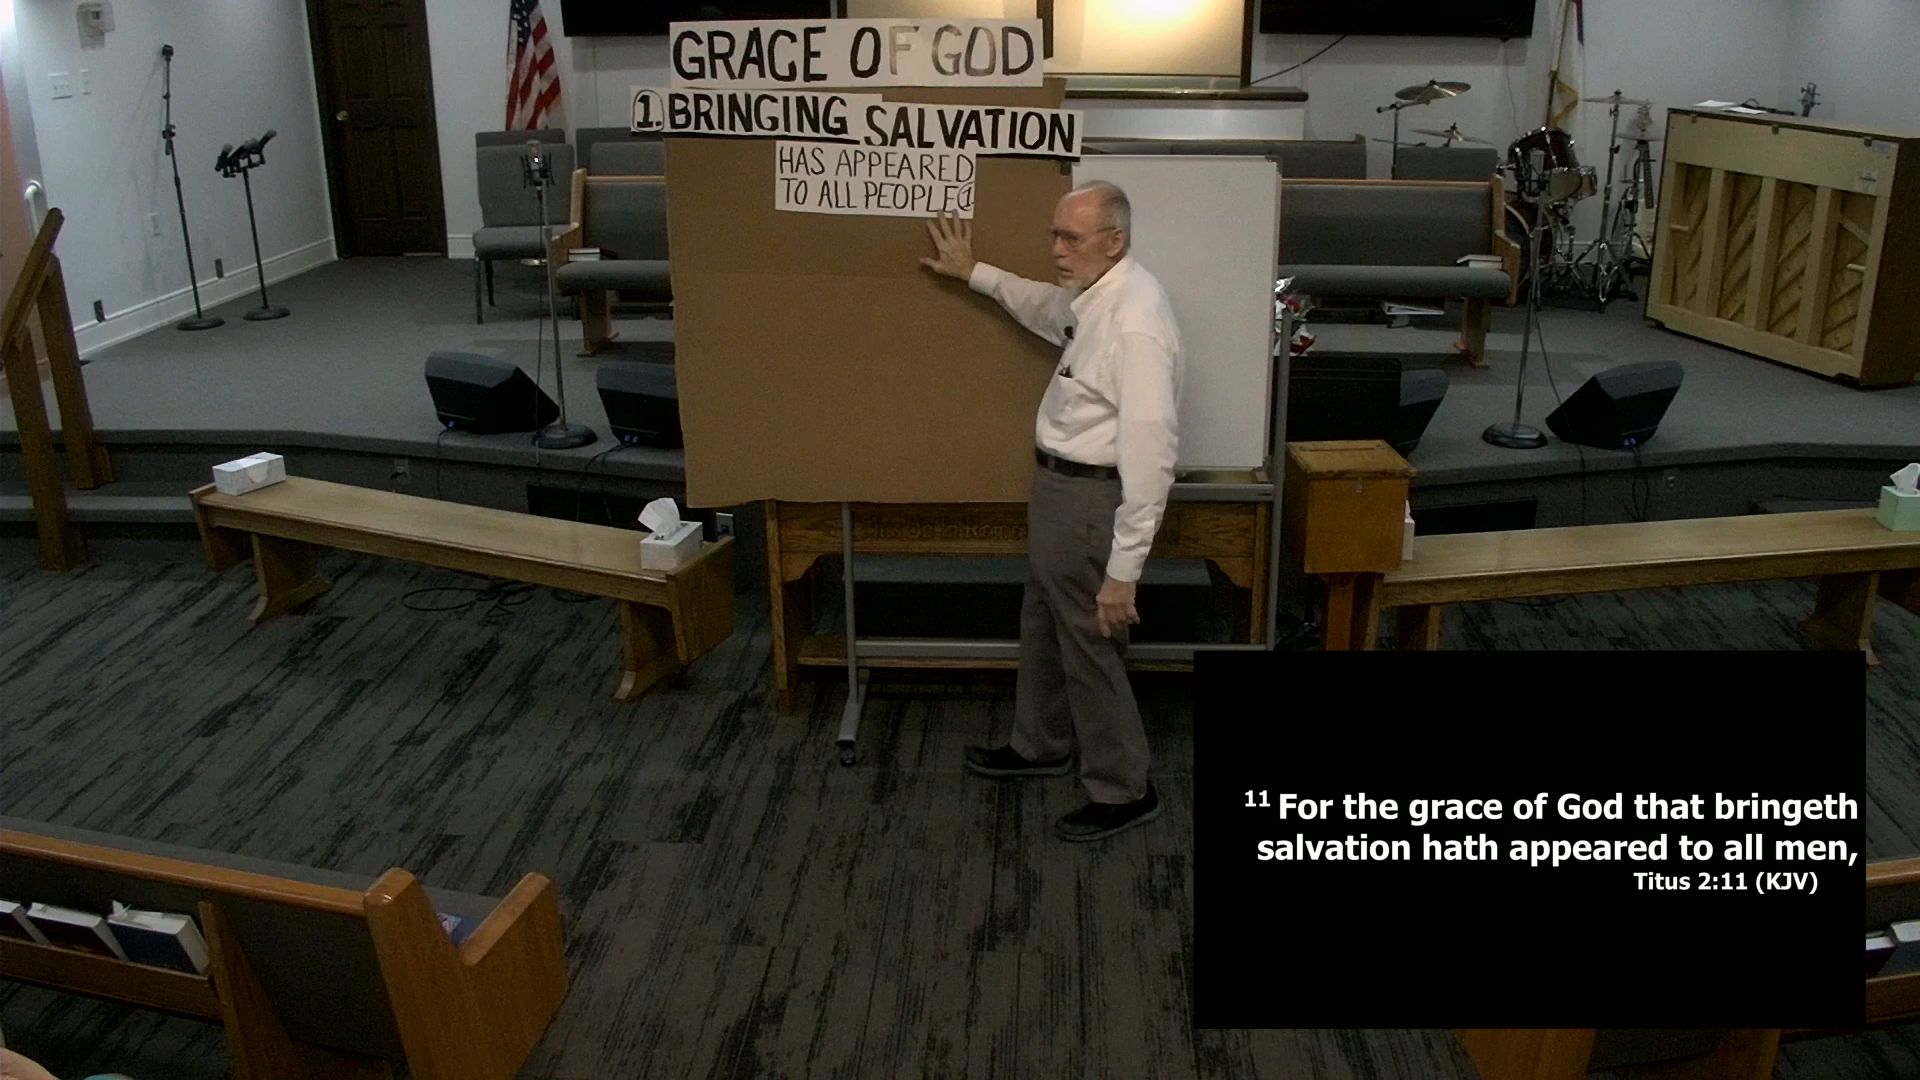 GRACE OF GOD
1. BRINGING SALVATION
HAS APPEARED
TO ALL PEOPLE 1
11 For the grace of God that bringeth
salvation hath appeared to all men,
Titus 2:11 (KJV)